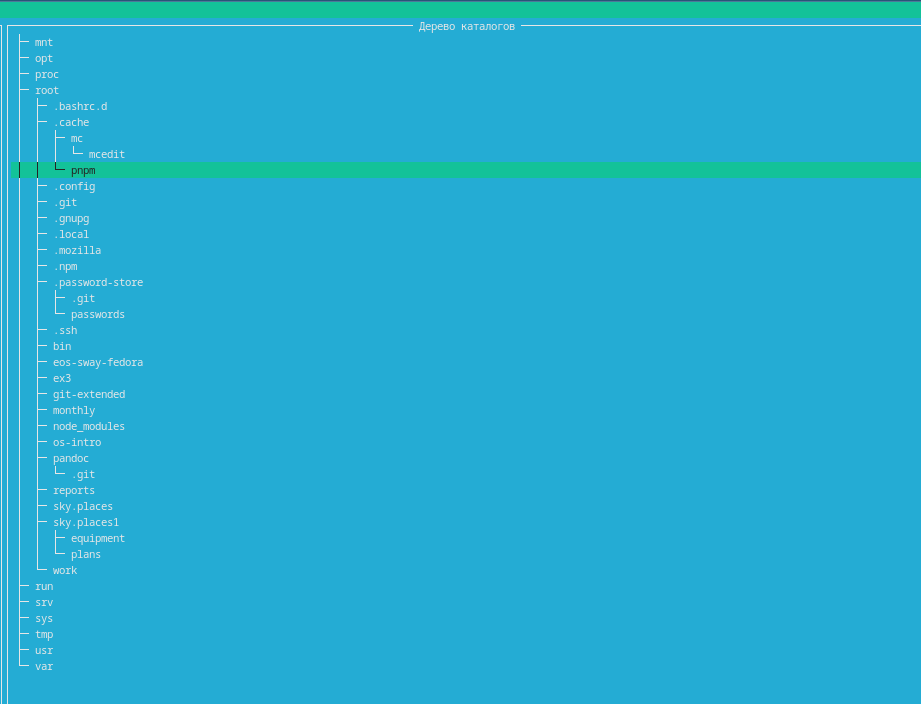 Дерево каталогов
mnt
opt
proc
root
.bashrc.d
.cache
mc
mcedit
pnpm
.config
.git
.gnupg
.local
.mozilla
.npm
.password-store
.git
passwords
.ssh
bin
eos-sway-fedora
ex3
git-extended
monthly
node_modules
os-intro
pandoc
.git
reports
sky.places
sky.places1
equipment
plans
work
run
srv
sys
tmp
usr
var